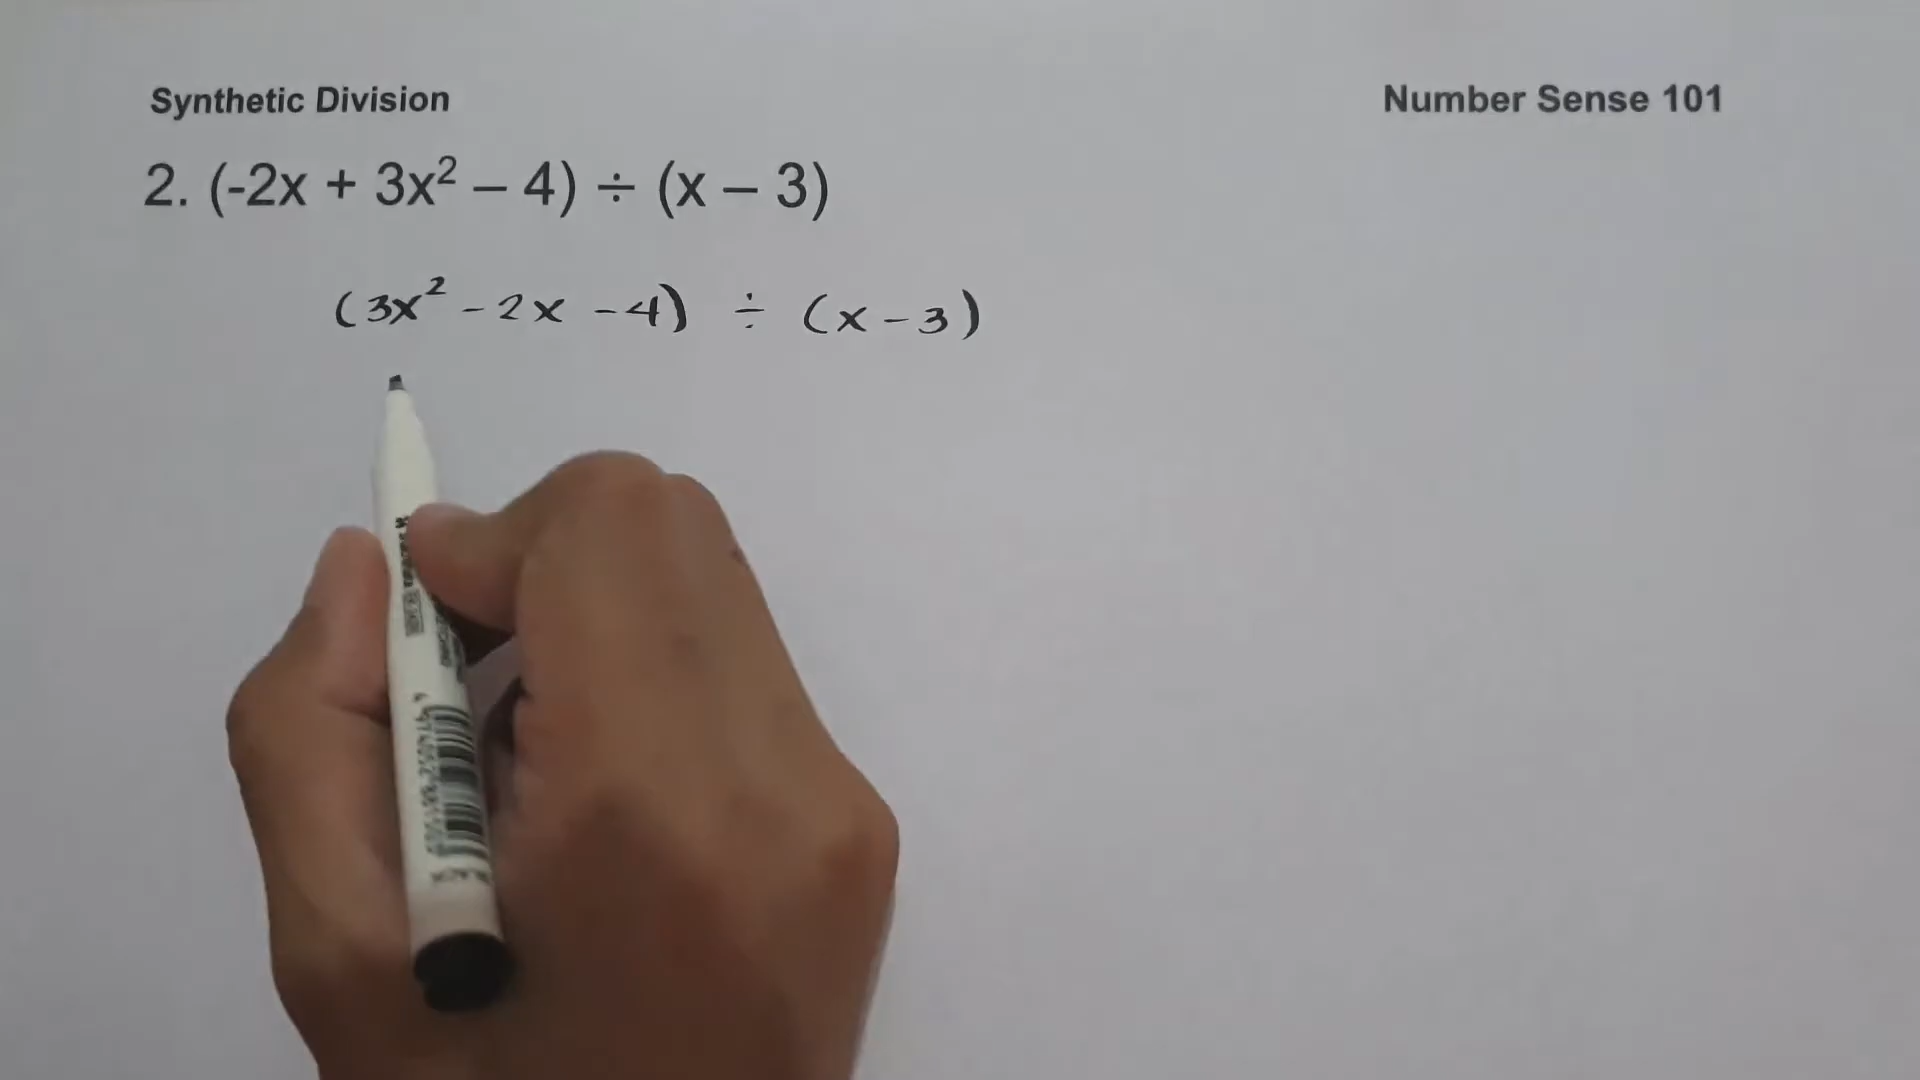 Synthetic Division
Number Sense 101
2. (-2x + 3x² – 4) ÷ (x – 3)
(3x² - 2x - 4) ÷ (x - 3)